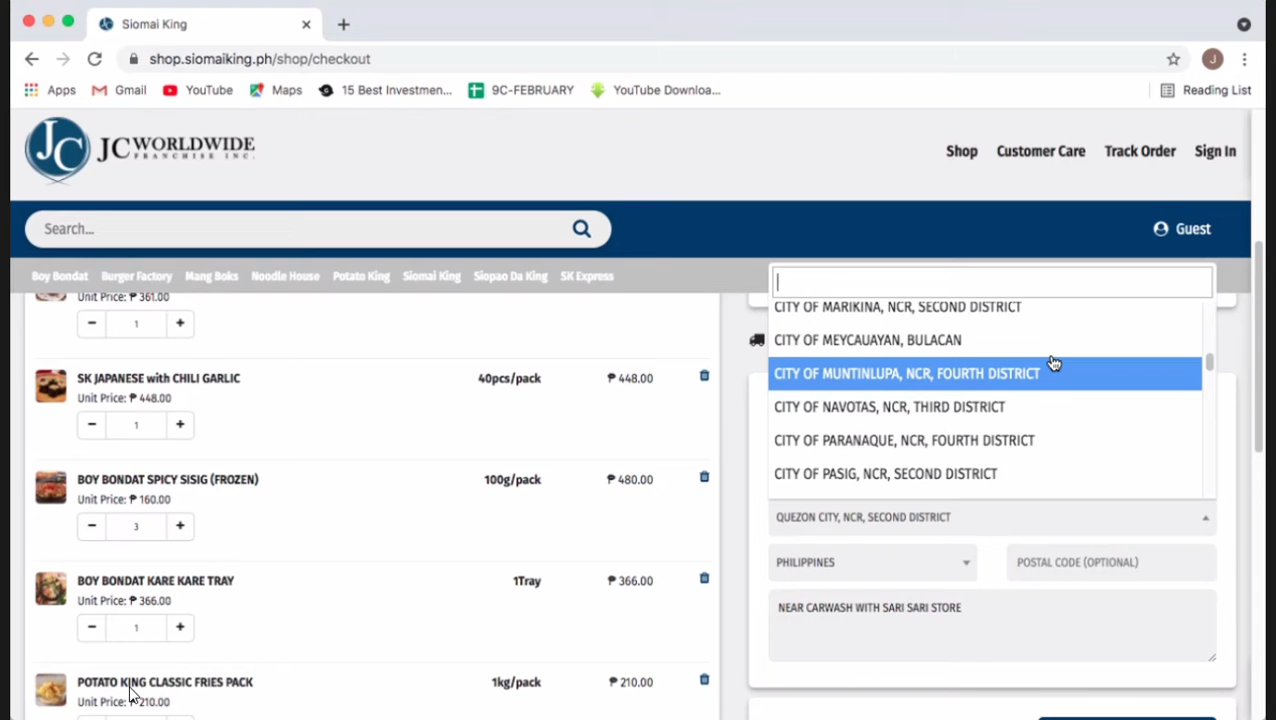 Siomai King
shop.siomaiking.ph/shop/checkout
J
Apps
Gmail
YouTube
Maps
15 Best Investmen...
9C-FEBRUARY
YouTube Downloa...
Reading List
JC
JC WORLDWIDE
FRANCHISE INC.
Shop
Customer Care
Track Order
Sign In
Search...
Guest
Boy Bondat
Burger Factory
Mang Boks
Noodle House
Potato King
Siomai King
Siopao Da King
SK Express
Unit Price: ₱ 361.00
1
SK JAPANESE with CHILI GARLIC
40pcs/pack
₱ 448.00
Unit Price: ₱ 448.00
1
BOY BONDAT SPICY SISIG (FROZEN)
100g/pack
₱ 480.00
Unit Price: ₱ 160.00
3
BOY BONDAT KARE KARE TRAY
1Tray
₱ 366.00
Unit Price: ₱ 366.00
1
POTATO KING CLASSIC FRIES PACK
1kg/pack
₱ 210.00
Unit Price: ₱ 210.00
CITY OF MARIKINA, NCR, SECOND DISTRICT
CITY OF MEYCAUAYAN, BULACAN
CITY OF MUNTINLUPA, NCR, FOURTH DISTRICT
CITY OF NAVOTAS, NCR, THIRD DISTRICT
CITY OF PARANAQUE, NCR, FOURTH DISTRICT
CITY OF PASIG, NCR, SECOND DISTRICT
QUEZON CITY, NCR, SECOND DISTRICT
PHILIPPINES
POSTAL CODE (OPTIONAL)
NEAR CARWASH WITH SARI SARI STORE